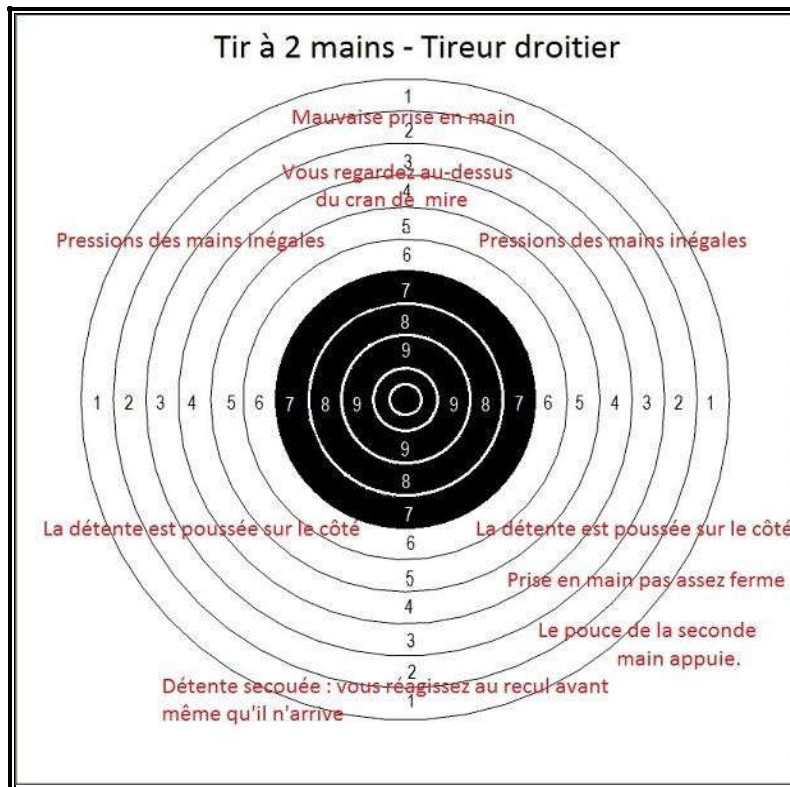 Tir à 2 mains - Tireur droitier
1
Mauvaise prise en main
2
3
Vous regardez au-dessus
4
du cran de mire
5
Pressions des mains inégales Pressions des mains inégales
6
7
8
9
1 2 3 4 5 6 7 8 9 9 8 7 6 5 4 3 2 1
9
8
7
La détente est poussée sur le côté La détente est poussée sur le côté
6
5 Prise en main pas assez ferme
4
Le pouce de la seconde
3
main appuie.
2
Détente secouée : vous réagissez au recul avant
1
même qu'il n'arrive